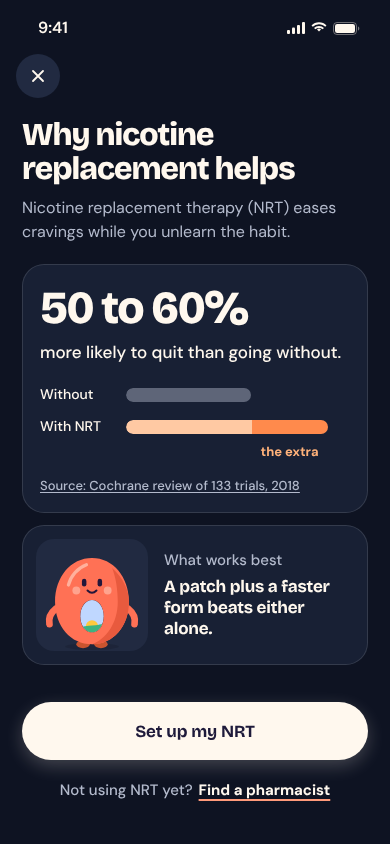 9:41
Why nicotine
replacement helps
Nicotine replacement therapy (NRT) eases
cravings while you unlearn the habit.
50 to 60%
more likely to quit than going without.
Without
With NRT
the extra
Source: Cochrane review of 133 trials, 2018
What works best
A patch plus a faster
form beats either
alone.
Set up my NRT
Not using NRT yet? Find a pharmacist